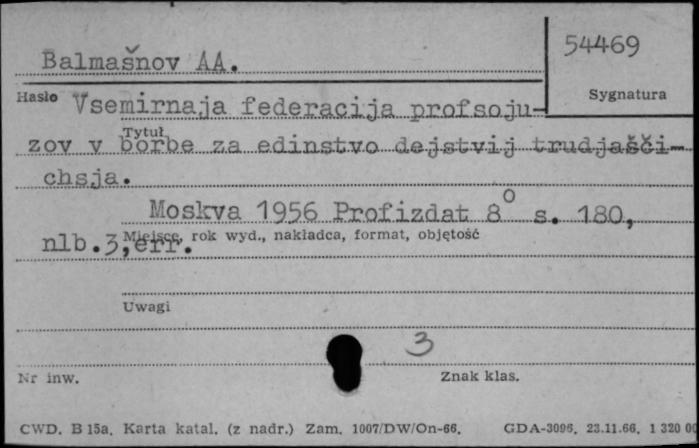 Balmašnov AA.
54469
Sygnatura
Hasło
Vsemirnaja federacija profsoju-
Tytuł
zov v borbe za edinstvo dejstvij trudjašči-
chsja.
Moskva 1956 Profizdat 8° s. 180,
Miejsce, rok wyd., nakładca, format, objętość
nlb. 3, err.
Uwagi
3
Nr inw.
Znak klas.
CWD. B 15a. Karta katal. (z nadr.) Zam. 1007/DW/On-66. GDA-3096. 23.11.66. 1 320 00